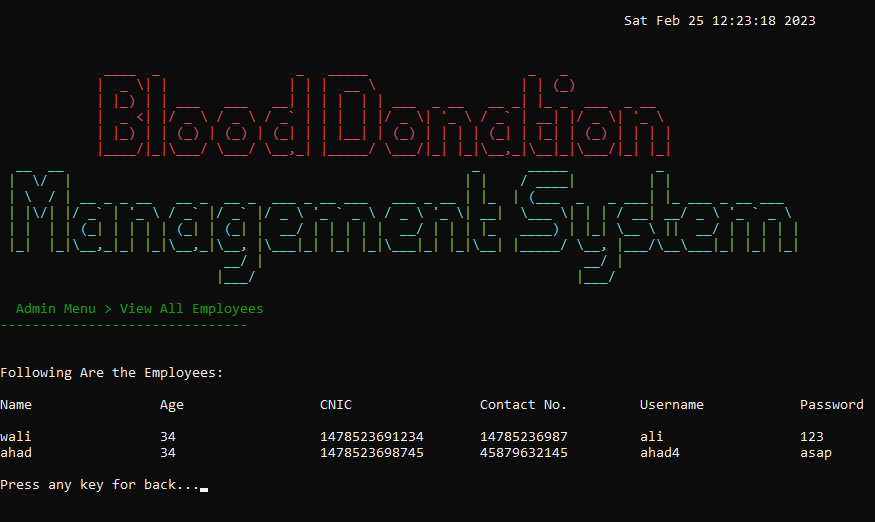 Sat Feb 25 12:23:18 2023
Blood Donation
Management System
Admin Menu > View All Employees
-------------------------------
Following Are the Employees:
Name Age CNIC Contact No. Username Password
wali 34 1478523691234 14785236987 ali 123
ahad 34 1478523698745 45879632145 ahad4 asap
Press any key for back...